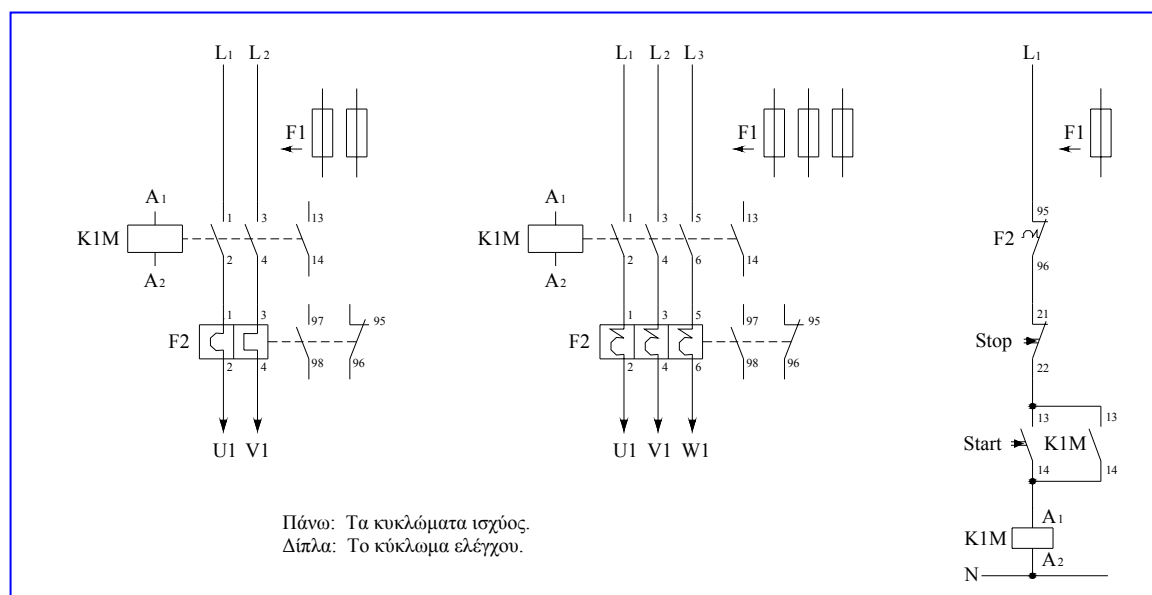 L1 L2
F1
A1
K1M
A2
1 3 13
2 4 14
F2
1 3 97 95
2 4 98 96
U1 V1
L1 L2 L3
F1
A1
K1M
A2
1 3 5 13
2 4 6 14
F2
1 3 5 97 95
2 4 6 98 96
U1 V1 W1
Πάνω: Τα κυκλώματα ισχύος.
Δίπλα: Το κύκλωμα ελέγχου.
L1
F1
95
F2
96
21
Stop
22
13 13
Start K1M
14 14
A1
K1M
A2
N